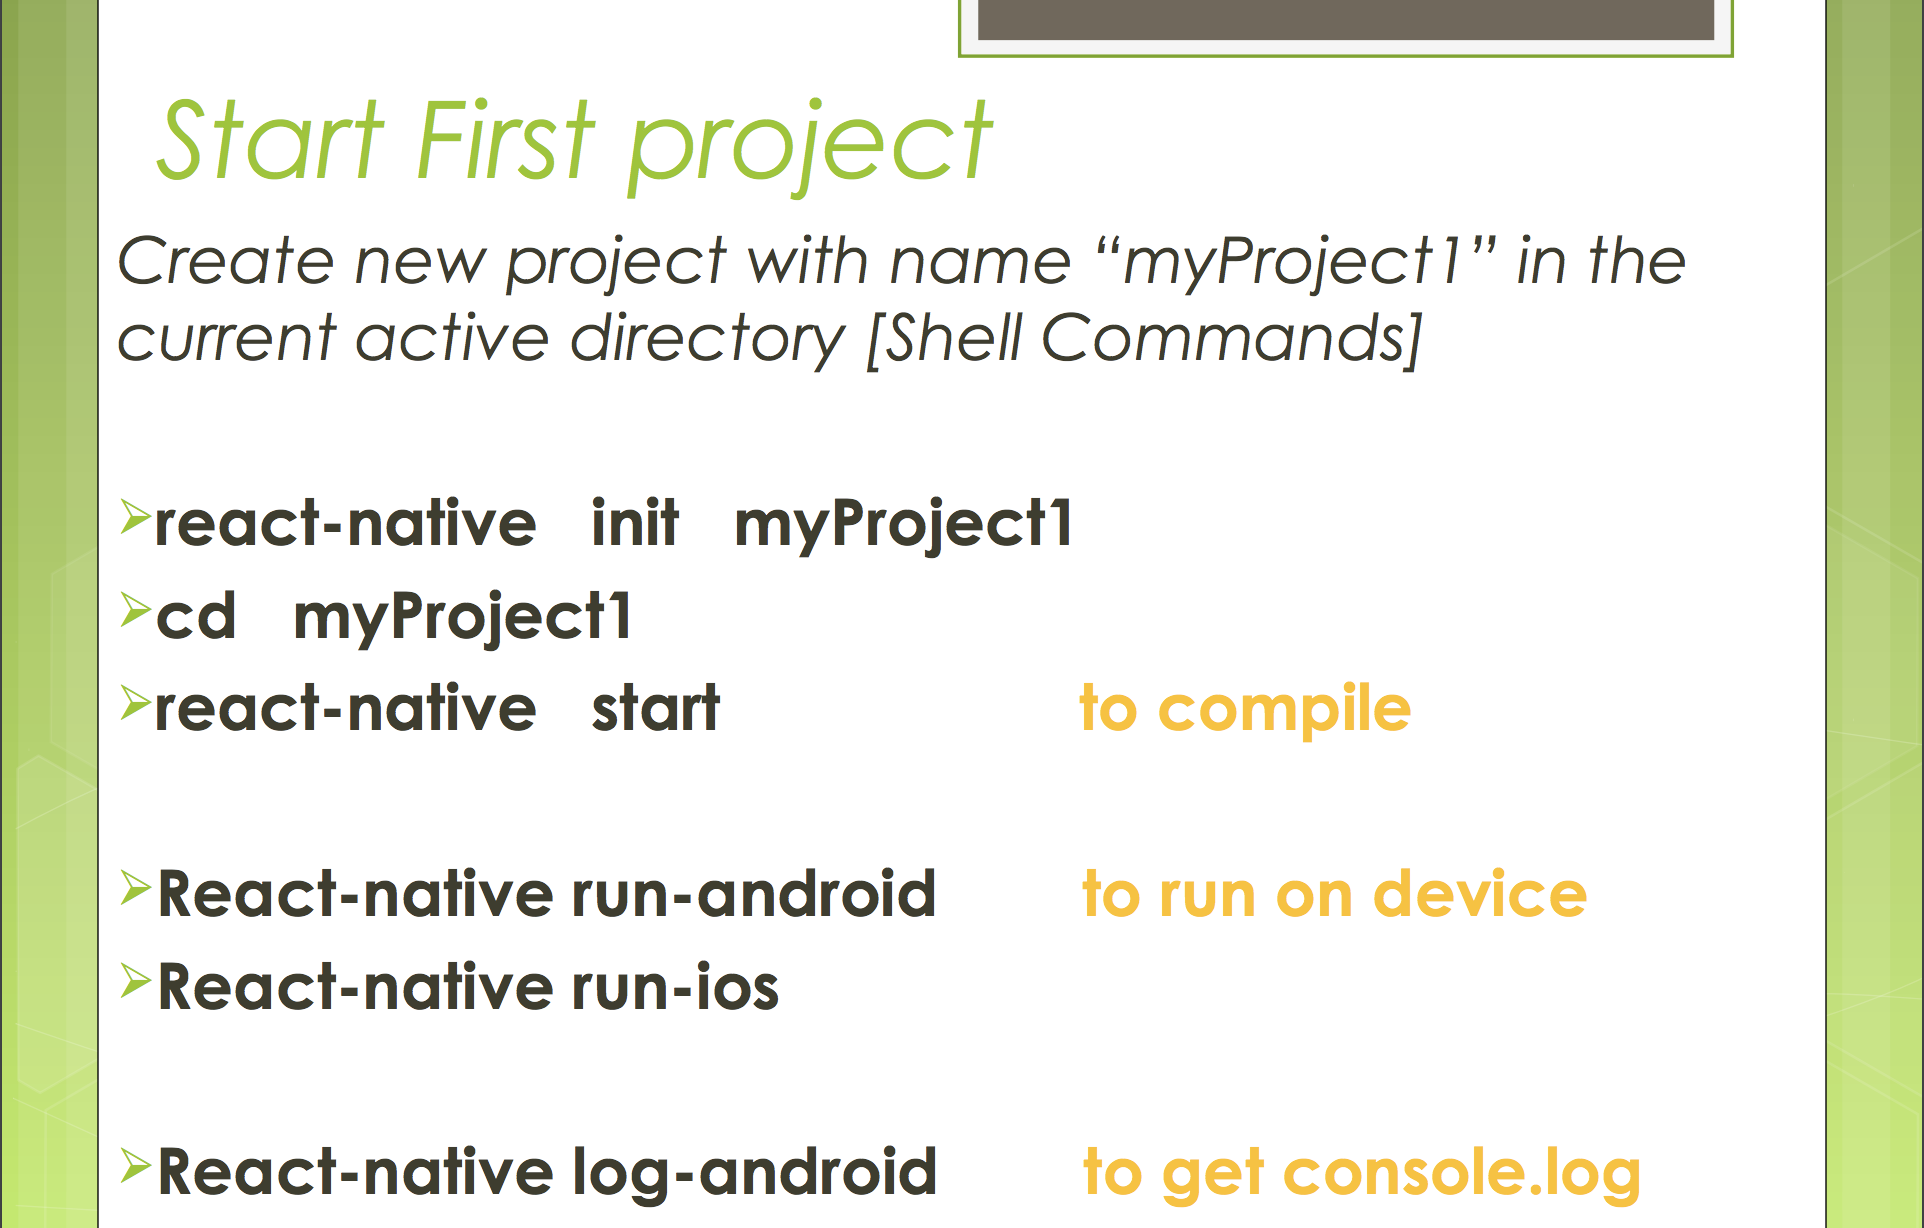 Start First project
Create new project with name “myProject1” in the
current active directory [Shell Commands]
react-native init myProject1
cd myProject1
react-native start to compile
React-native run-android to run on device
React-native run-ios
React-native log-android to get console.log